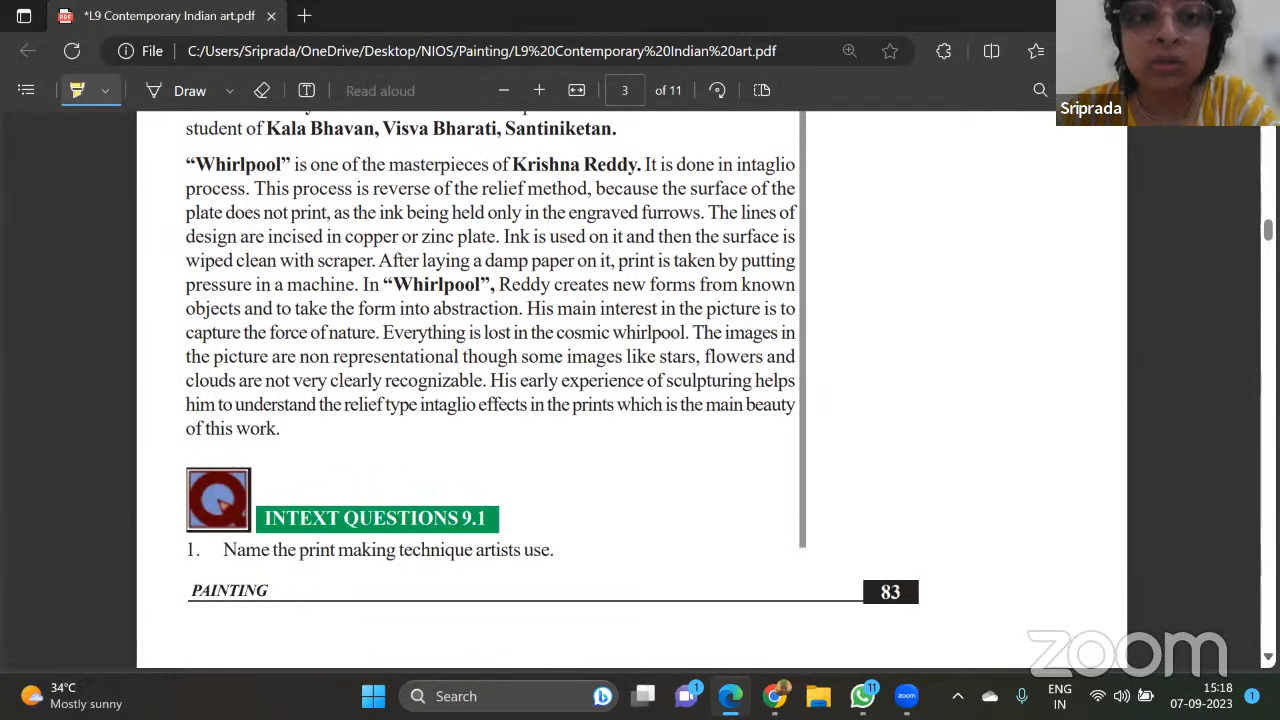 *L9 Contemporary Indian art.pdf
File C:/Users/Sriprada/OneDrive/Desktop/NIOS/Painting/L9%20Contemporary%20Indian%20art.pdf
Draw Read aloud 3 of 11
Sriprada
student of Kala Bhavan, Visva Bharati, Santiniketan.
“Whirlpool” is one of the masterpieces of Krishna Reddy. It is done in intaglio
process. This process is reverse of the relief method, because the surface of the
plate does not print, as the ink being held only in the engraved furrows. The lines of
design are incised in copper or zinc plate. Ink is used on it and then the surface is
wiped clean with scraper. After laying a damp paper on it, print is taken by putting
pressure in a machine. In “Whirlpool”, Reddy creates new forms from known
objects and to take the form into abstraction. His main interest in the picture is to
capture the force of nature. Everything is lost in the cosmic whirlpool. The images in
the picture are non representational though some images like stars, flowers and
clouds are not very clearly recognizable. His early experience of sculpturing helps
him to understand the relief type intaglio effects in the prints which is the main beauty
of this work.
INTEXT QUESTIONS 9.1
1. Name the print making technique artists use.
PAINTING 83
zoom
34°C
Mostly sunny
Search
1
11
zoom
ENG
IN
15:18
07-09-2023
1